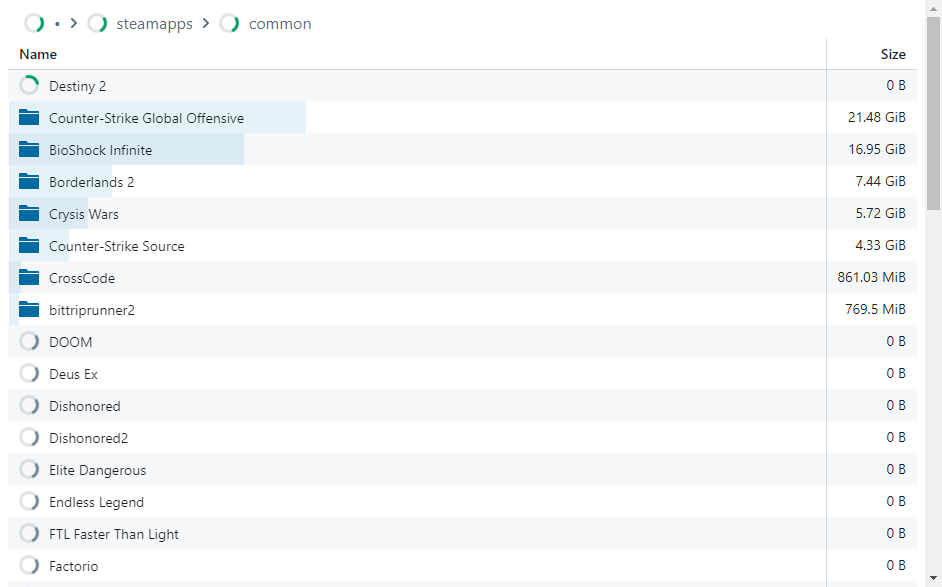 • > steamapps > common
Name Size
Destiny 2 0 B
Counter-Strike Global Offensive 21.48 GiB
BioShock Infinite 16.95 GiB
Borderlands 2 7.44 GiB
Crysis Wars 5.72 GiB
Counter-Strike Source 4.33 GiB
CrossCode 861.03 MiB
bittriprunner2 769.5 MiB
DOOM 0 B
Deus Ex 0 B
Dishonored 0 B
Dishonored2 0 B
Elite Dangerous 0 B
Endless Legend 0 B
FTL Faster Than Light 0 B
Factorio 0 B